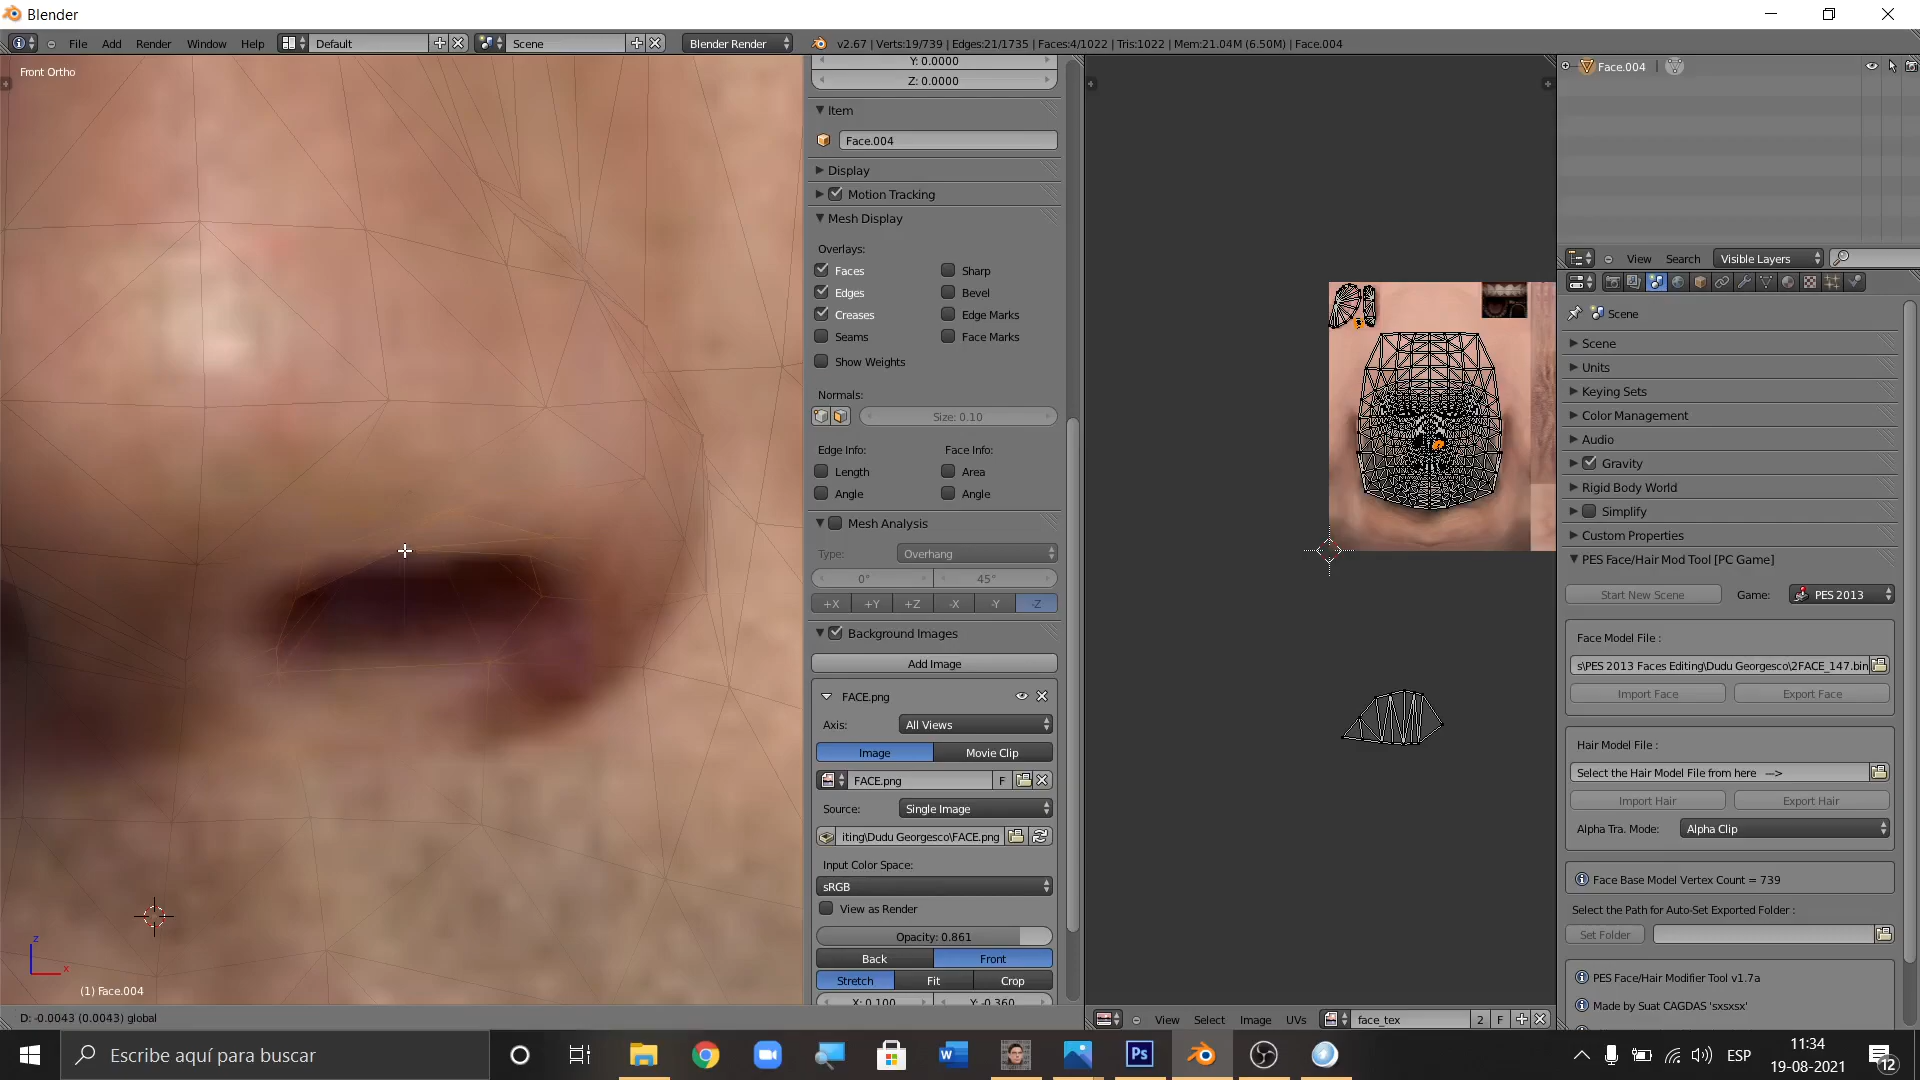 Blender
File Add Render Window Help Default Scene Blender Render v2.67 | Verts:19/739 | Edges:21/1735 | Faces:4/1022 | Tris:1022 | Mem:21.04M (6.50M) | Face.004
Front Ortho
Y: 0.0000
Z: 0.0000
Item
Face.004
Display
Motion Tracking
Mesh Display
Overlays:
Faces Sharp
Edges Bevel
Creases Edge Marks
Seams Face Marks
Show Weights
Normals:
Size: 0.10
Edge Info: Face Info:
Length Area
Angle Angle
Mesh Analysis
Type: Overhang
0° 45°
+X +Y +Z -X -Y -Z
Background Images
Add Image
FACE.png
Axis: All Views
Image Movie Clip
FACE.png F
Source: Single Image
iting\Dudu Georgesco\FACE.png
Input Color Space:
sRGB
View as Render
Opacity: 0.861
Back Front
Stretch Fit Crop
X: 0.100 Y: -0.360
z
x
(1) Face.004
D: -0.0043 (0.0043) global
View Select Image UVs face_tex 2 F
Face.004
View Search Visible Layers
Scene
Scene
Units
Keying Sets
Color Management
Audio
Gravity
Rigid Body World
Simplify
Custom Properties
PES Face/Hair Mod Tool [PC Game]
Start New Scene Game: PES 2013
Face Model File :
s\PES 2013 Faces Editing\Dudu Georgesco\2FACE_147.bin
Import Face Export Face
Hair Model File :
Select the Hair Model File from here --->
Import Hair Export Hair
Alpha Tra. Mode: Alpha Clip
Face Base Model Vertex Count = 739
Select the Path for Auto-Set Exported Folder :
Set Folder
PES Face/Hair Modifier Tool v1.7a
Made by Suat CAGDAS 'sxsxsx'
Escribe aquí para buscar
ESP
11:34
19-08-2021
12